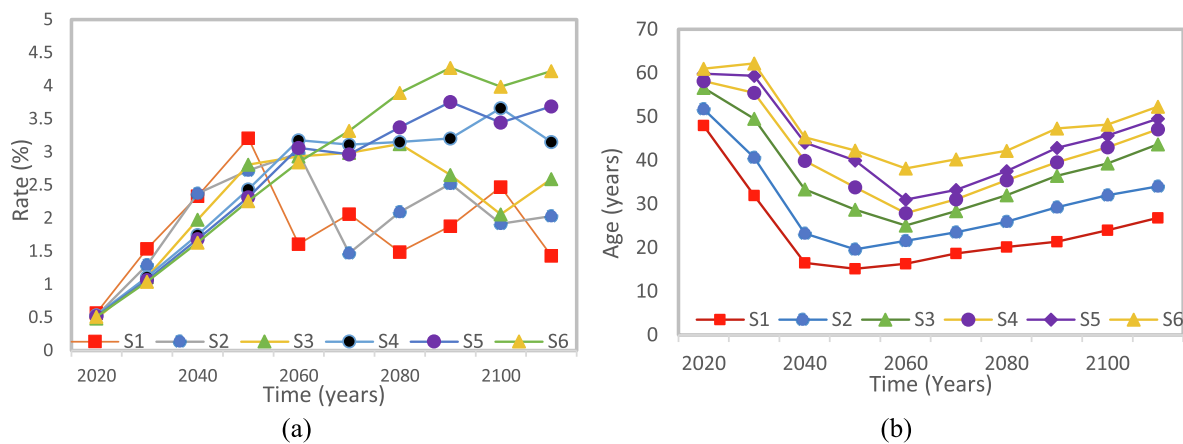 5
4.5
4
3.5
3
2.5
2
1.5
1
0.5
0
Rate (%)
S1 S2 S3 S4 S5 S6
2020 2040 2060 2080 2100
Time (years)
(a)
70
60
50
40
30
20
10
0
Age (years)
S1 S2 S3 S4 S5 S6
2020 2040 2060 2080 2100
Time (Years)
(b)